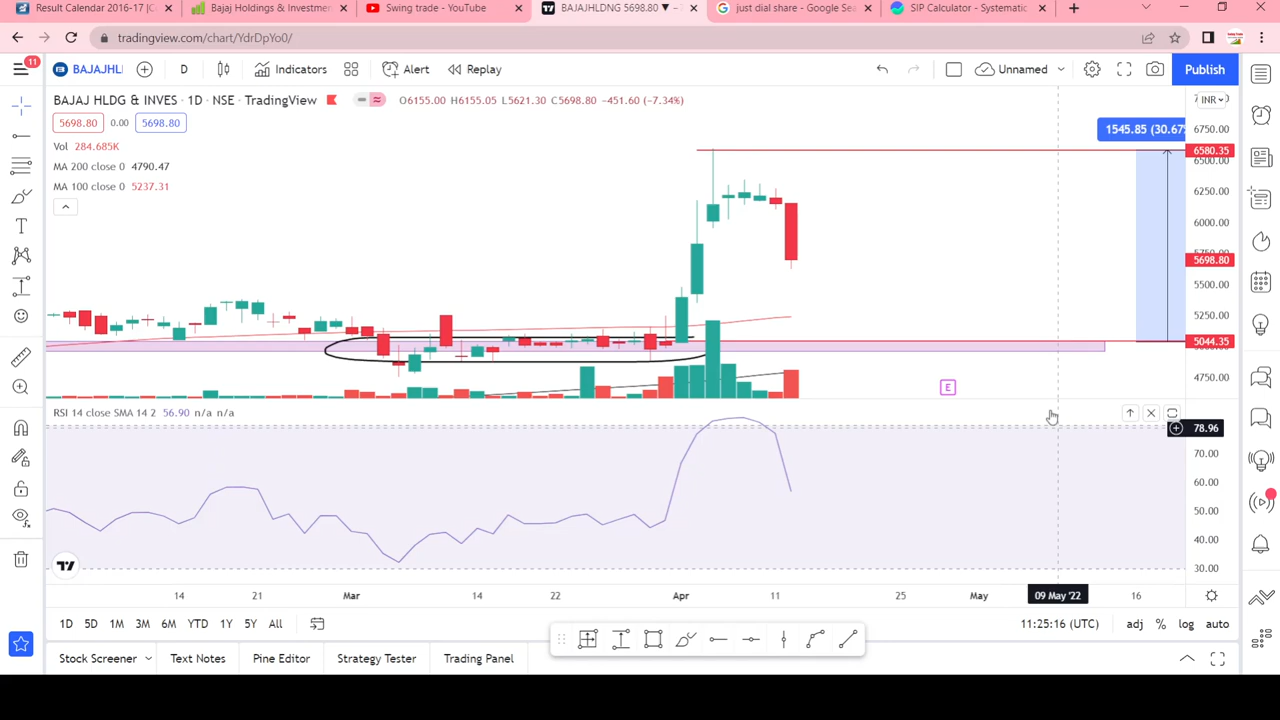 Result Calendar 2016-17 |C
Bajaj Holdings & Investmen
Swing trade - YouTube
BAJAJHLDNG 5698.80 ▼ −
just dial share - Google Sea
SIP Calculator - Systematic
tradingview.com/chart/YdrDpYo0/
11
BAJAJHL
D
Indicators
Alert
Replay
Unnamed
Publish
BAJAJ HLDG & INVES · 1D · NSE · TradingView
O6155.00 H6155.05 L5621.30 C5698.80 −451.60 (−7.34%)
INR
5698.80
0.00
5698.80
Vol 284.685K
MA 200 close 0 4790.47
MA 100 close 0 5237.31
1545.85 (30.67%
6750.00
6580.35
6500.00
6250.00
6000.00
5750.00
5698.80
5500.00
5250.00
5044.35
4750.00
E
RSI 14 close SMA 14 2 56.90 n/a n/a
78.96
70.00
60.00
50.00
40.00
30.00
14
21
Mar
14
22
Apr
11
25
May
09 May '22
16
1D
5D
1M
3M
6M
YTD
1Y
5Y
All
11:25:16 (UTC)
adj
%
log
auto
Stock Screener
Text Notes
Pine Editor
Strategy Tester
Trading Panel